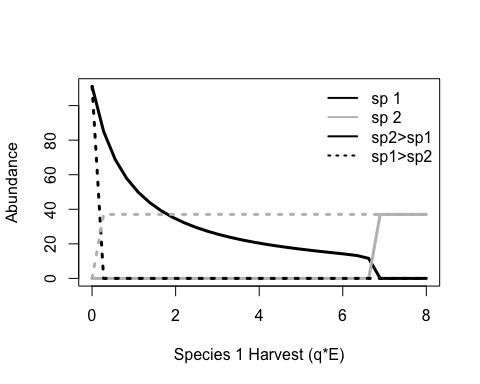 Abundance
80
60
40
20
0
sp 1
sp 2
sp2>sp1
sp1>sp2
0 2 4 6 8
Species 1 Harvest (q*E)